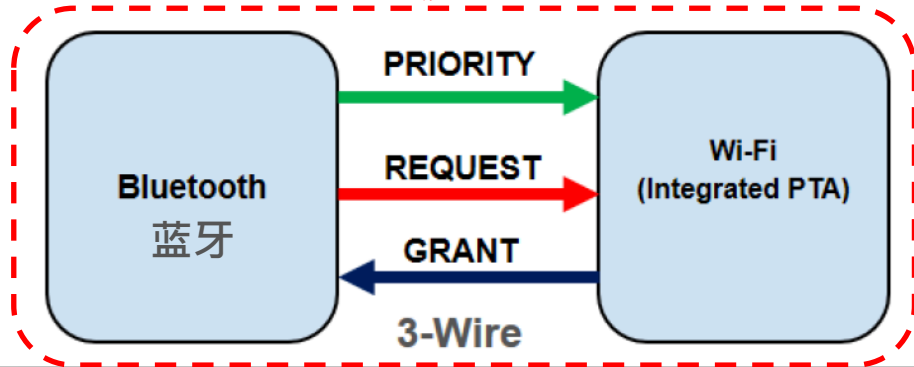 PRIORITY
Bluetooth
蓝牙
REQUEST
GRANT
3-Wire
Wi-Fi
(Integrated PTA)